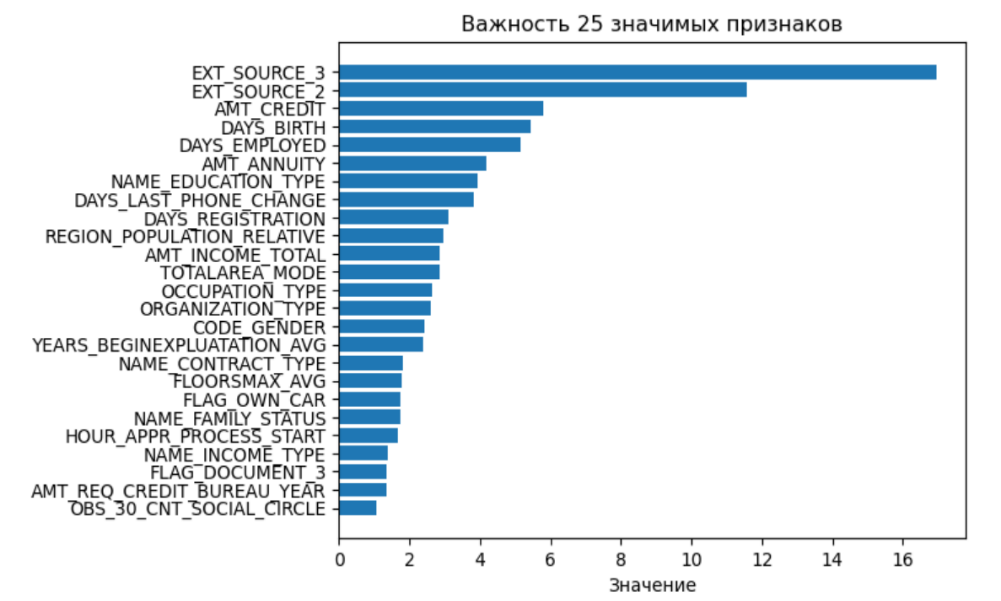 Важность 25 значимых признаков
EXT_SOURCE_3
EXT_SOURCE_2
AMT_CREDIT
DAYS_BIRTH
DAYS_EMPLOYED
AMT_ANNUITY
NAME_EDUCATION_TYPE
DAYS_LAST_PHONE_CHANGE
DAYS_REGISTRATION
REGION_POPULATION_RELATIVE
AMT_INCOME_TOTAL
TOTALAREA_MODE
OCCUPATION_TYPE
ORGANIZATION_TYPE
CODE_GENDER
YEARS_BEGINEXPLUATATION_AVG
NAME_CONTRACT_TYPE
FLOORSMAX_AVG
FLAG_OWN_CAR
NAME_FAMILY_STATUS
HOUR_APPR_PROCESS_START
NAME_INCOME_TYPE
FLAG_DOCUMENT_3
AMT_REQ_CREDIT_BUREAU_YEAR
OBS_30_CNT_SOCIAL_CIRCLE
0 2 4 6 8 10 12 14 16
Значение